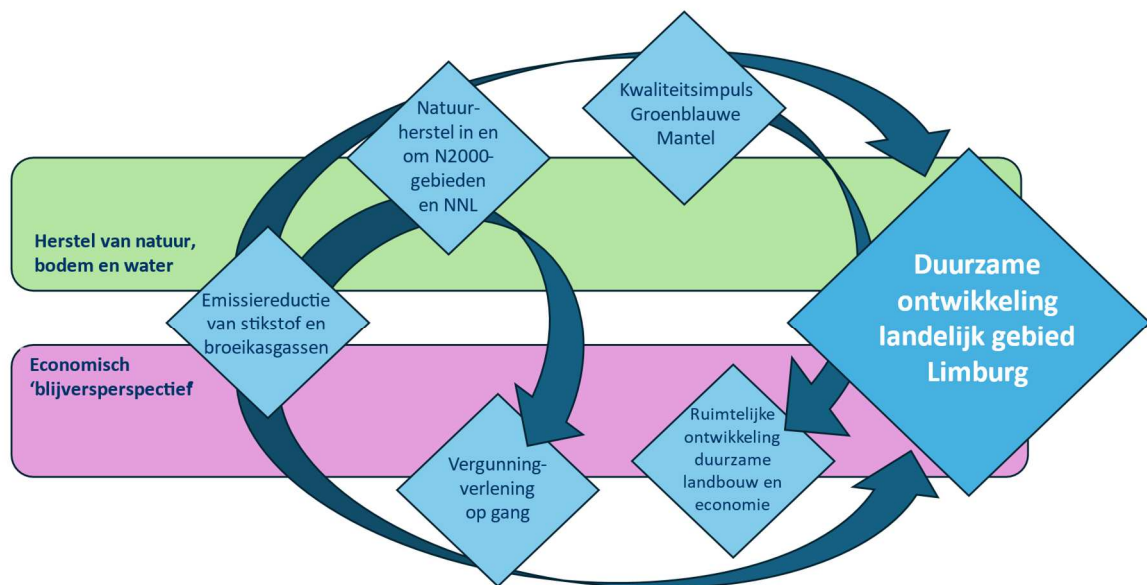 Natuur-
herstel in en
om N2000-
gebieden
en NNL
Kwaliteitsimpuls
Groenblauwe
Mantel
Herstel van natuur,
bodem en water
Emissiereductie
van stikstof en
broeikasgassen
Duurzame
ontwikkeling
landelijk gebied
Limburg
Economisch
‘blijversperspectief’
Vergunning-
verlening
op gang
Ruimtelijke
ontwikkeling
duurzame
landbouw en
economie